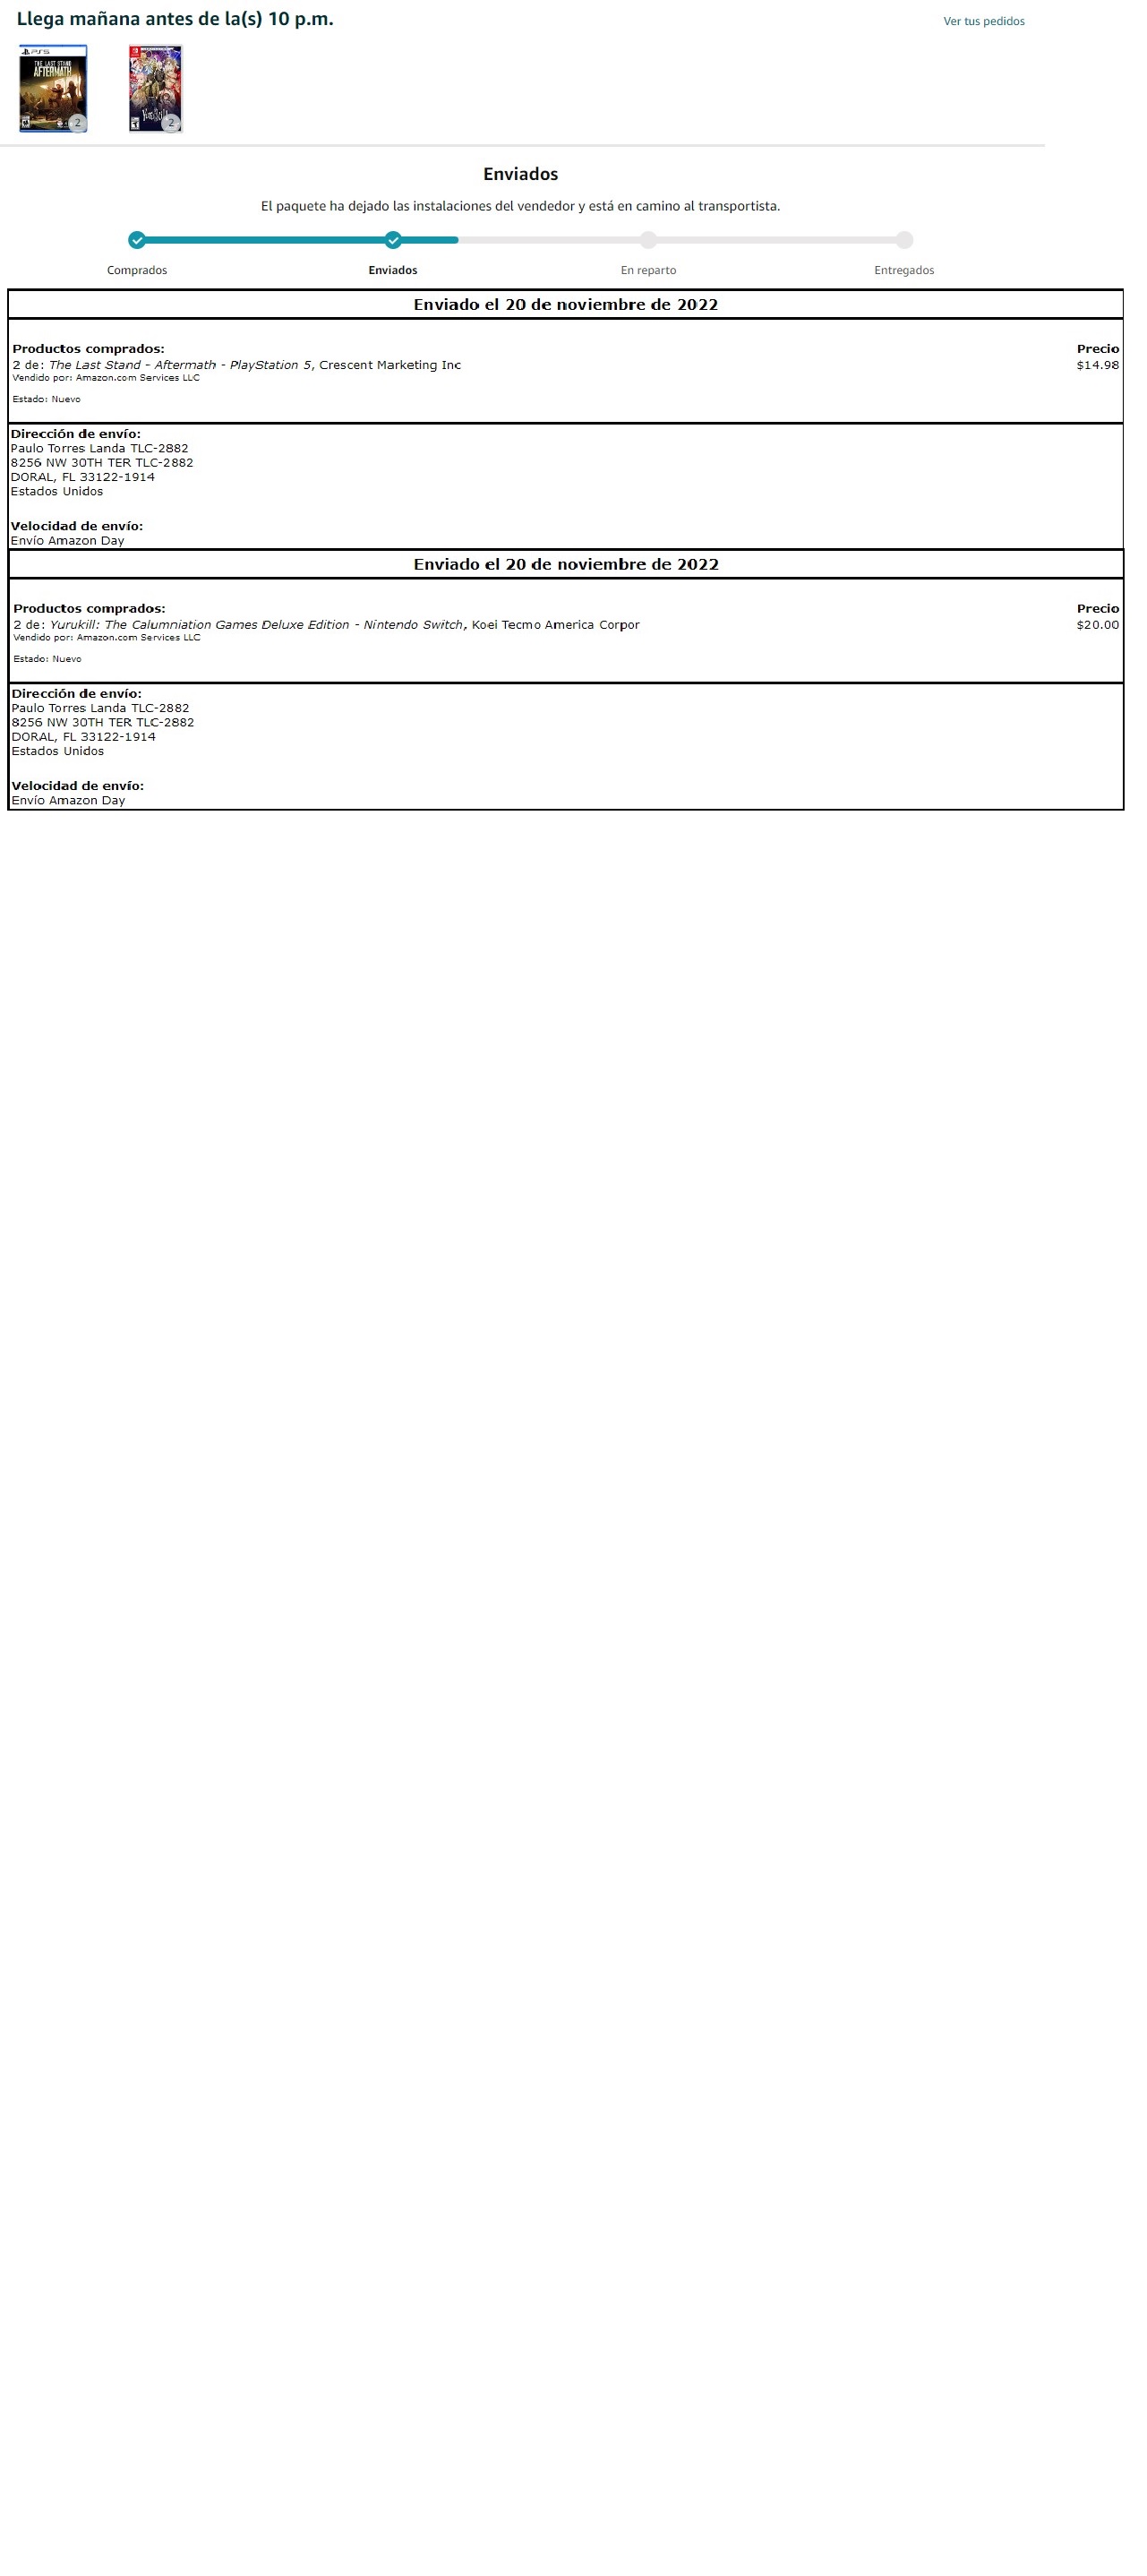 Llega mañana antes de la(s) 10 p.m.
Ver tus pedidos
PS5
THE LAST STAND
AFTERMATH
2
2
Enviados
El paquete ha dejado las instalaciones del vendedor y está en camino al transportista.
Comprados
Enviados
En reparto
Entregados
Enviado el 20 de noviembre de 2022
Productos comprados:
Precio
2 de: The Last Stand - Aftermath - PlayStation 5, Crescent Marketing Inc
$14.98
Vendido por: Amazon.com Services LLC
Estado: Nuevo
Dirección de envío:
Paulo Torres Landa TLC-2882
8256 NW 30TH TER TLC-2882
DORAL, FL 33122-1914
Estados Unidos
Velocidad de envío:
Envío Amazon Day
Enviado el 20 de noviembre de 2022
Productos comprados:
Precio
2 de: Yurukill: The Calumniation Games Deluxe Edition - Nintendo Switch, Koei Tecmo America Corpor
$20.00
Vendido por: Amazon.com Services LLC
Estado: Nuevo
Dirección de envío:
Paulo Torres Landa TLC-2882
8256 NW 30TH TER TLC-2882
DORAL, FL 33122-1914
Estados Unidos
Velocidad de envío:
Envío Amazon Day